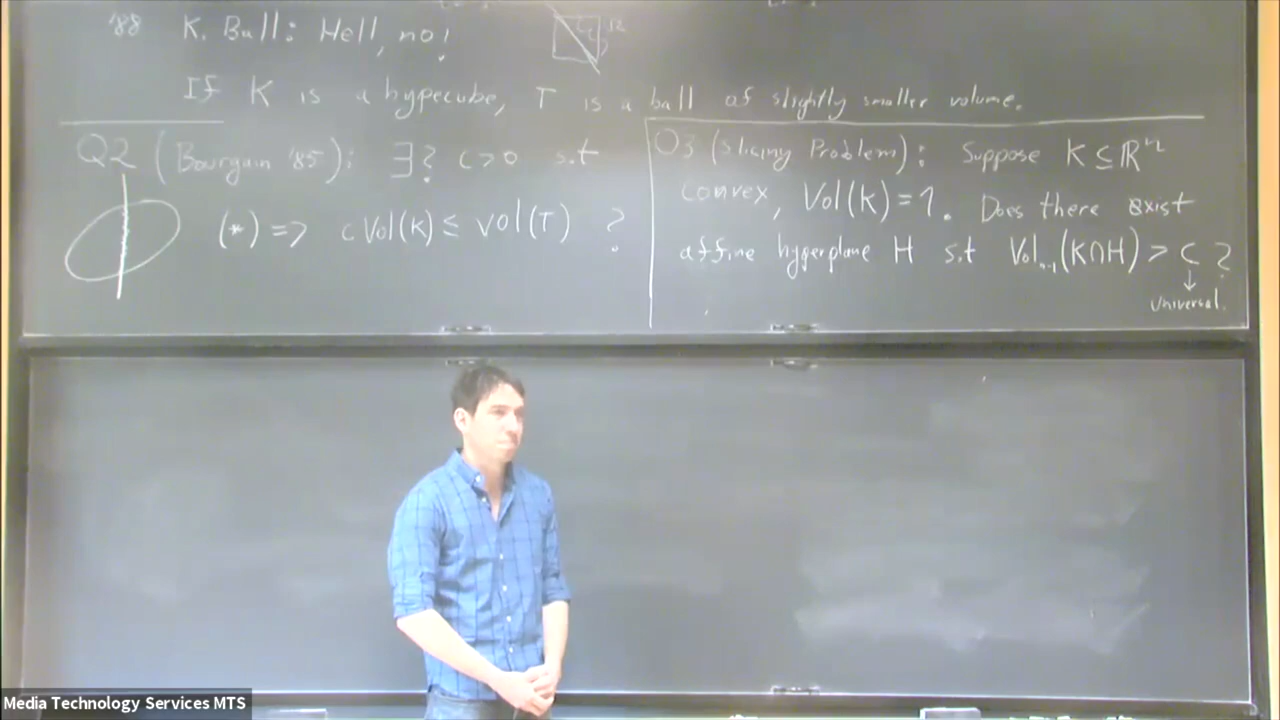 '88 K. Ball: Hell, no!
√2
If K is a hypecube, T is a ball of slightly smaller volume.
Q2 (Bourgain '85): ∃? c>0 s.t
(*) => c Vol(K) ≤ Vol(T) ?
Q3 (Slicing Problem): Suppose K ⊆ ℝⁿ
convex, Vol(K) = 1. Does there exist
affine hyperplane H s.t Volₙ₋₁(K∩H) > C ?
↓
Universal.
Media Technology Services MTS